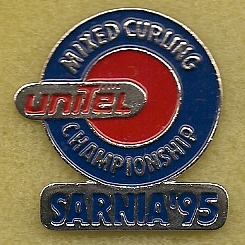 MIXED CURLING
UNITEL
CHAMPIONSHIP
SARNIA '95